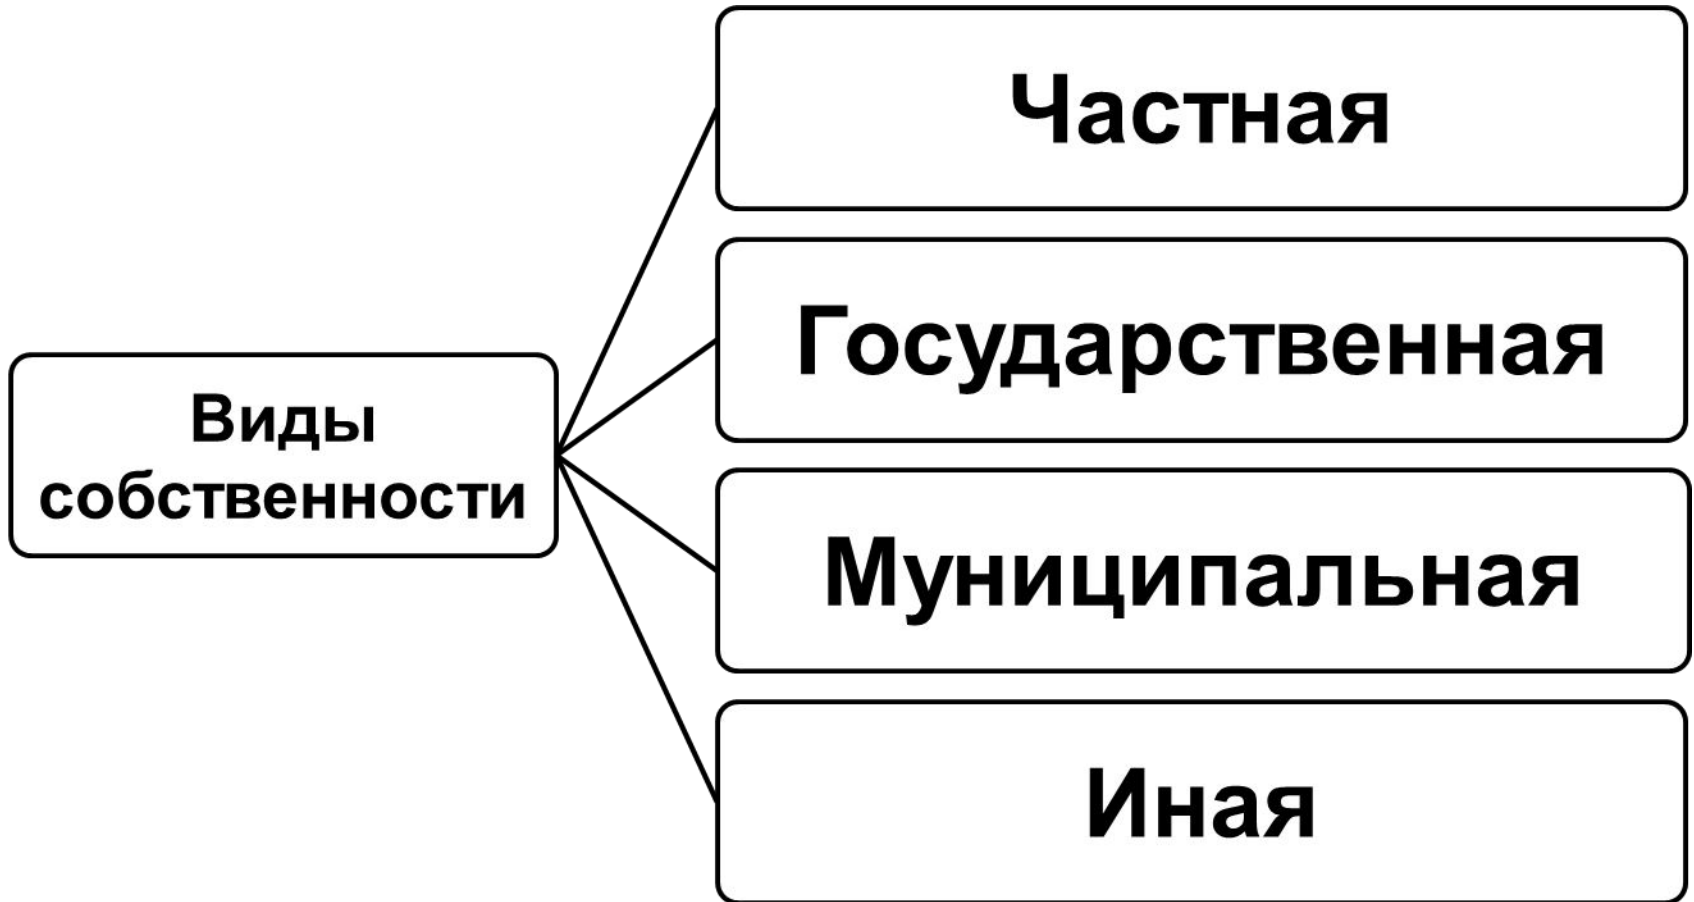 Частная
Государственная
Виды
собственности
Муниципальная
Иная